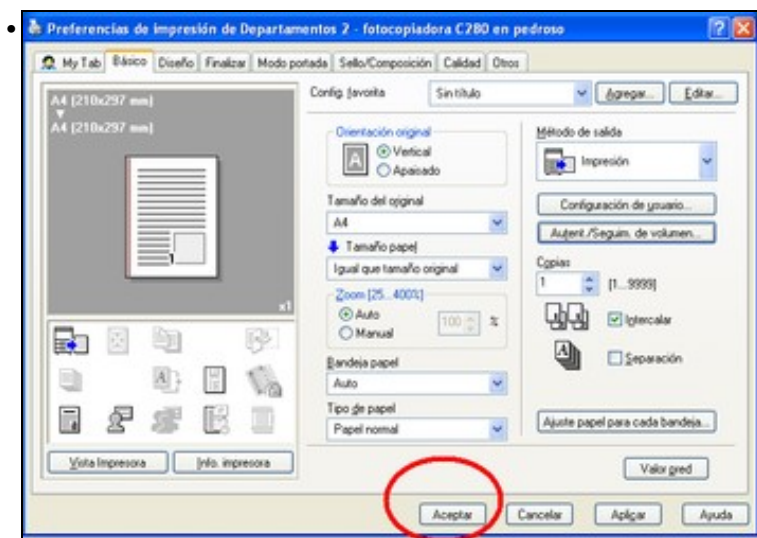 Preferencias de impresión de Departamentos 2 - fotocopiadora C280 en pedroso
My Tab Básico Diseño Finalizar Modo portada Sello/Composición Calidad Otros
A4 [210x297 mm]
A4 [210x297 mm]
1
x1
Vista Impresora Info. impresora
Config. favorita Sin título Agregar... Editar...
Orientación original
A Vertical
Apaisado
Tamaño del original
A4
Tamaño papel
Igual que tamaño original
Zoom [25...400%]
Auto
Manual
100 %
Bandeja papel
Auto
Tipo de papel
Papel normal
Método de salida
Impresión
Configuración de usuario...
Autent./Seguim. de volumen...
Copias
1 [1...9999]
Intercalar
Separación
Ajuste papel para cada bandeja...
Valor pred
Aceptar Cancelar Aplicar Ayuda